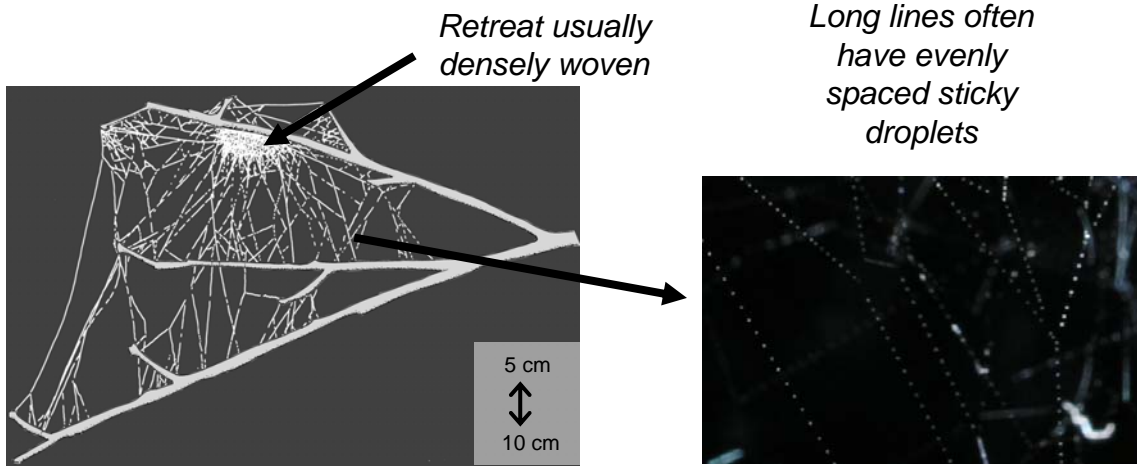 Retreat usually
densely woven
Long lines often
have evenly
spaced sticky
droplets
5 cm
10 cm